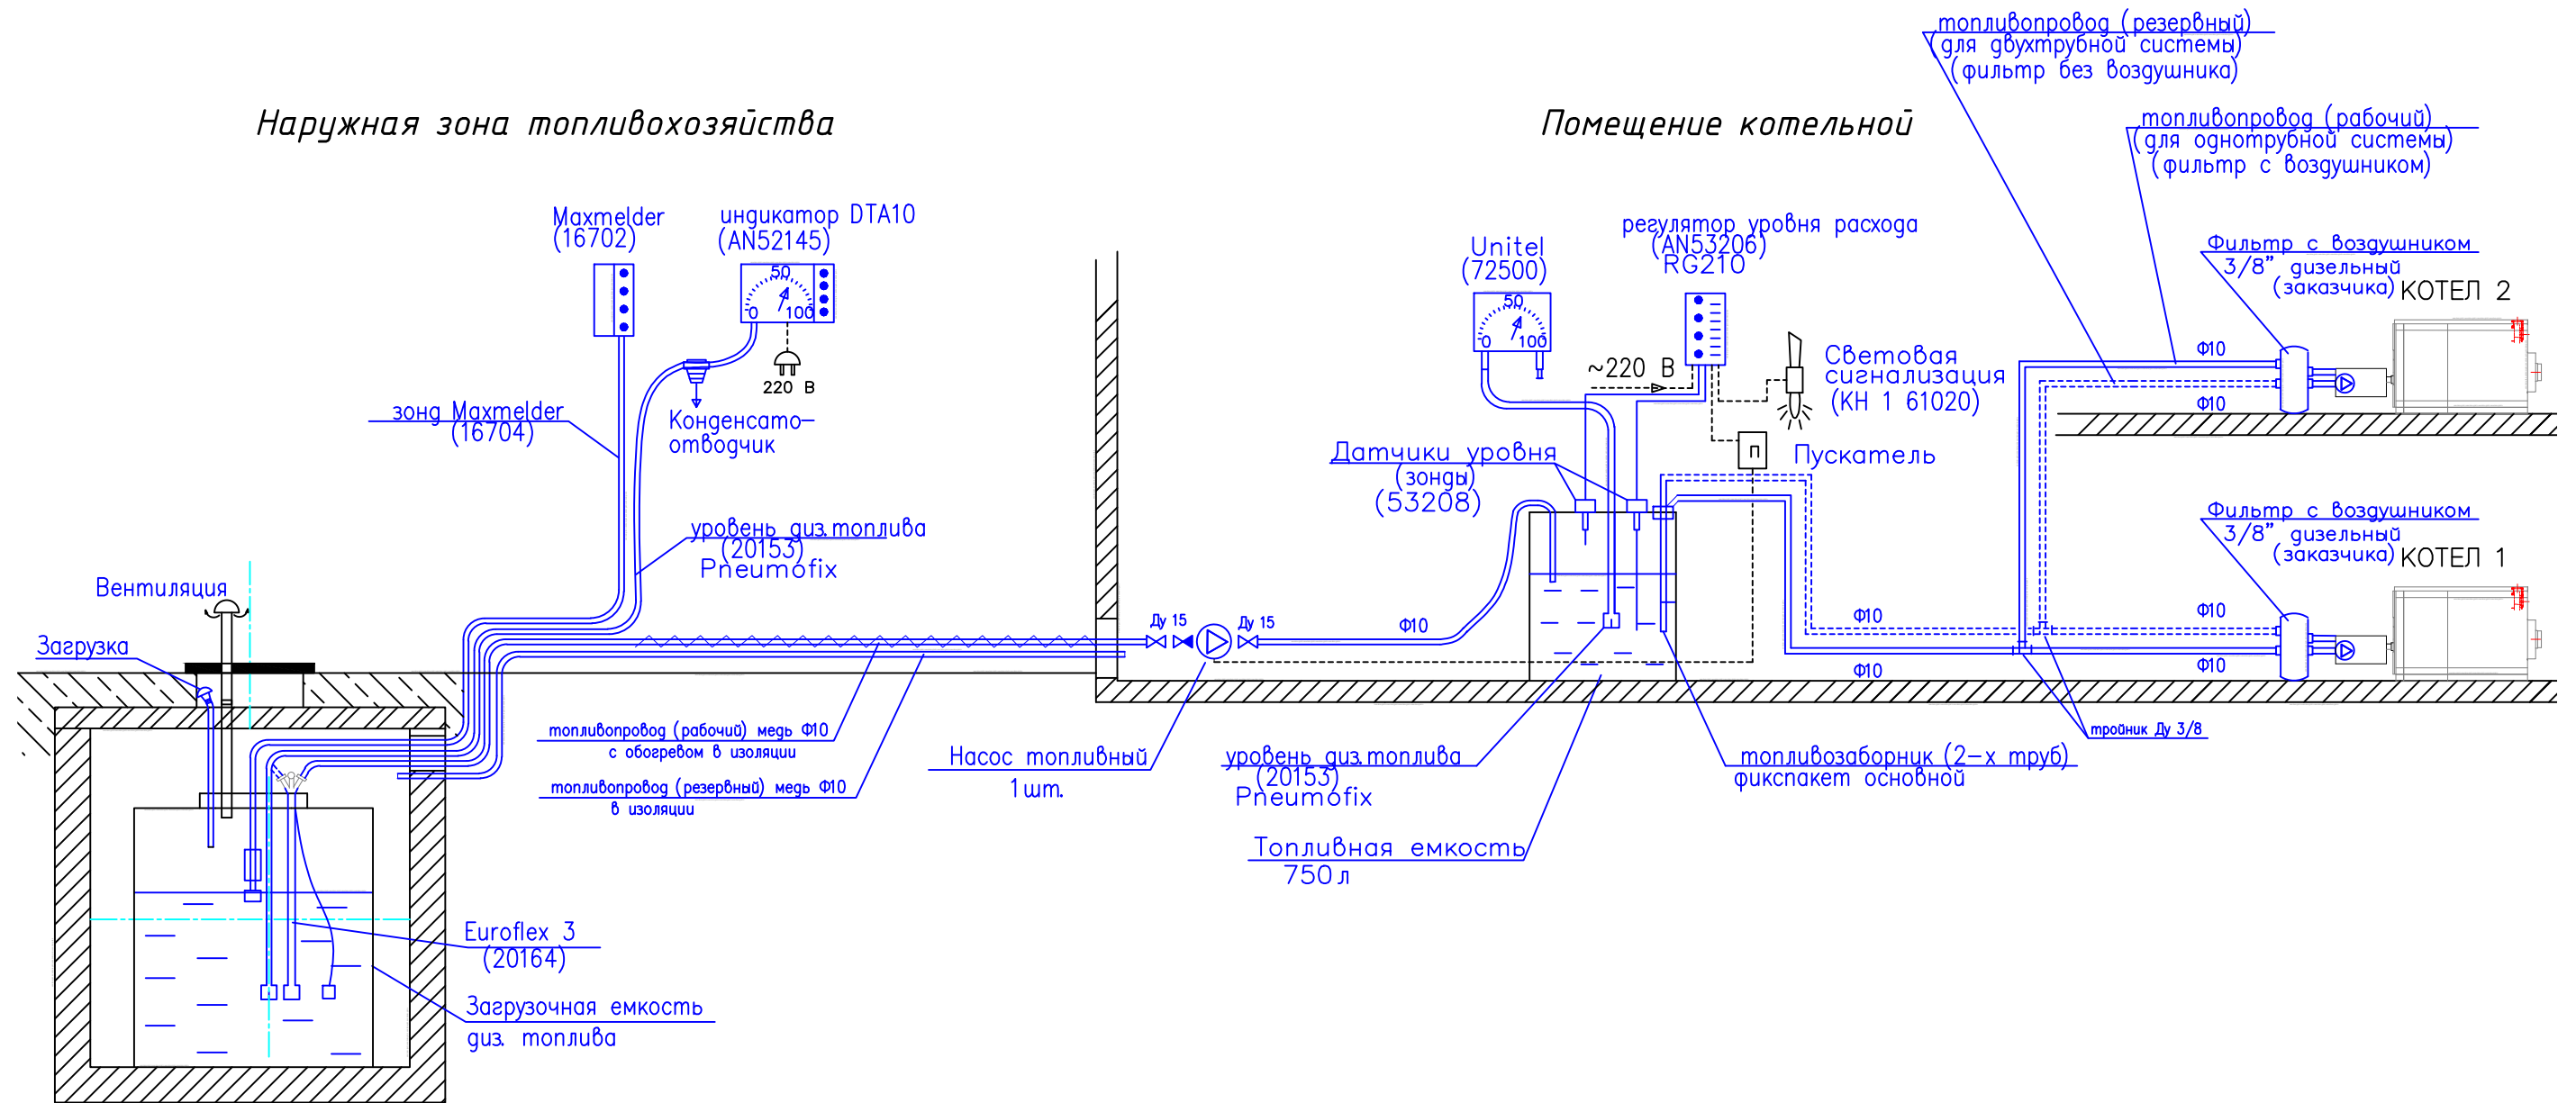 Наружная зона топливохозяйства
Помещение котельной
топливопровод (резервный)
(для двухтрубной системы)
(фильтр без воздушника)
топливопровод (рабочий)
(для однотрубной системы)
(фильтр с воздушником)
Maxmelder
(16702)
индикатор DTA10
(AN52145)
50
0 100
220 В
зонд Maxmelder
(16704)
Конденсато-
отводчик
уровень диз.топлива
(20153)
Pneumofix
Вентиляция
Загрузка
топливопровод (рабочий) медь Ф10
с обогревом в изоляции
топливопровод (резервный) медь Ф10
в изоляции
Euroflex 3
(20164)
Загрузочная емкость
диз. топлива
Unitel
(72500)
50
0 100
регулятор уровня расхода
(AN53206)
RG210
~220 В
Световая
сигнализация
(КН 1 61020)
Датчики уровня
(зонды)
(53208)
П
Пускатель
Ду 15
Ду 15
Ф10
Насос топливный
1шт.
уровень диз.топлива
(20153)
Pneumofix
Топливная емкость
750л
топливозаборник (2-х труб)
фикспакет основной
Ф10
Ф10
тройник Ду 3/8
Фильтр с воздушником
3/8” дизельный
(заказчика)
КОТЕЛ 2
Ф10
Ф10
Фильтр с воздушником
3/8” дизельный
(заказчика)
КОТЕЛ 1
Ф10
Ф10